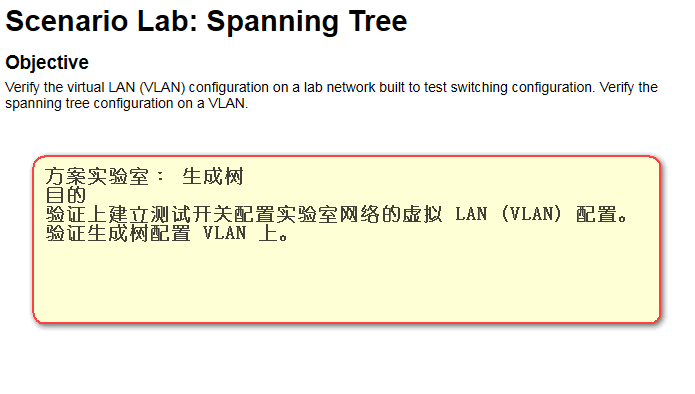 Scenario Lab: Spanning Tree
Objective
Verify the virtual LAN (VLAN) configuration on a lab network built to test switching configuration. Verify the
spanning tree configuration on a VLAN.
方案实验室： 生成树
目的
验证上建立测试开关配置实验室网络的虚拟 LAN (VLAN) 配置。
验证生成树配置 VLAN 上。